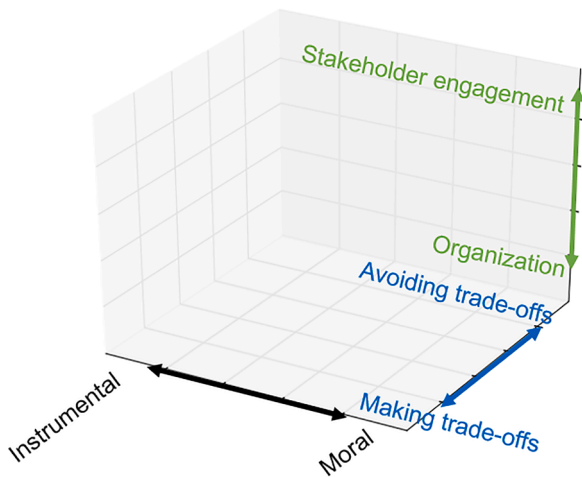 Stakeholder engagement
Organization
Avoiding trade-offs
Making trade-offs
Instrumental
Moral